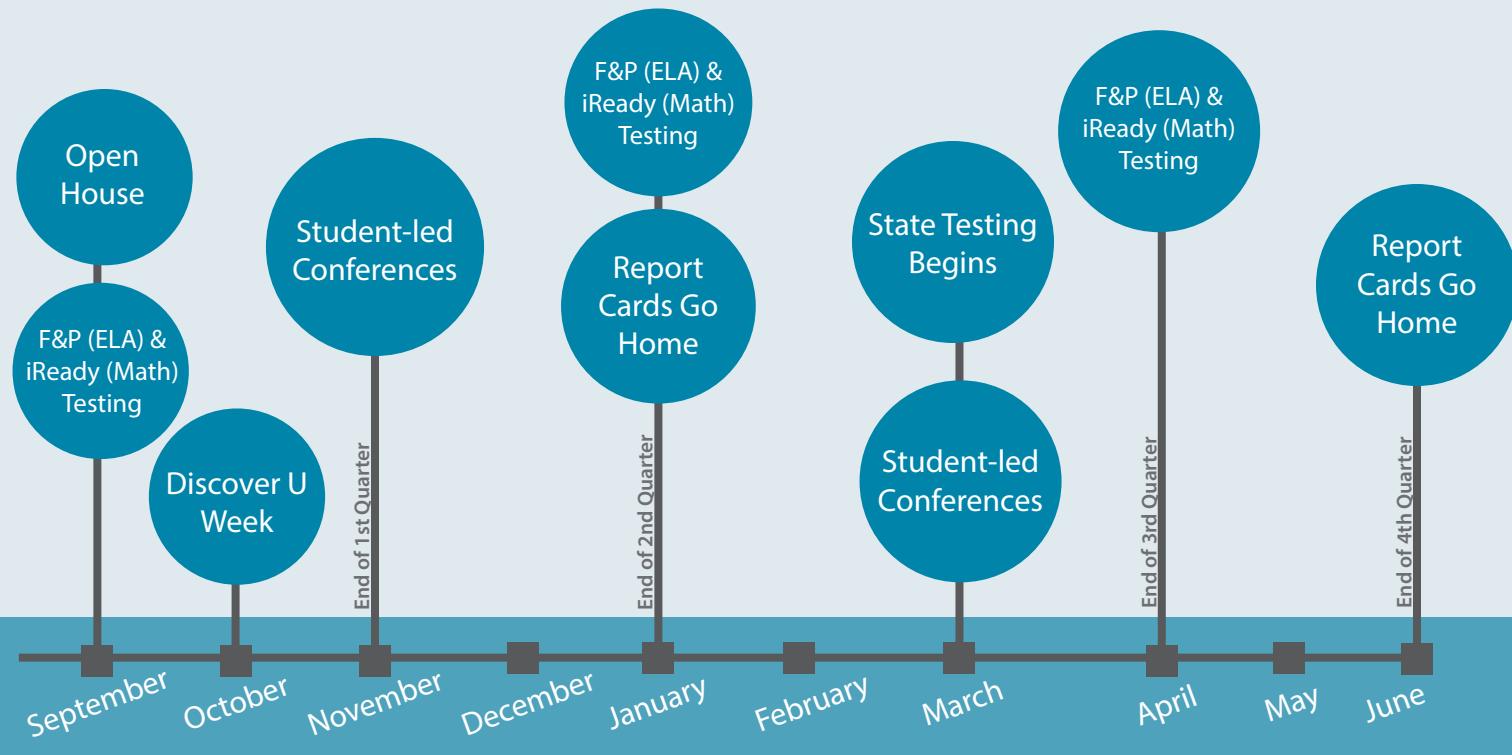 Open
House
F&P (ELA) &
iReady (Math)
Testing
Discover U
Week
Student-led
Conferences
End of 1st Quarter
F&P (ELA) &
iReady (Math)
Testing
Report
Cards Go
Home
End of 2nd Quarter
State Testing
Begins
Student-led
Conferences
F&P (ELA) &
iReady (Math)
Testing
End of 3rd Quarter
Report
Cards Go
Home
End of 4th Quarter
September
October
November
December
January
February
March
April
May
June